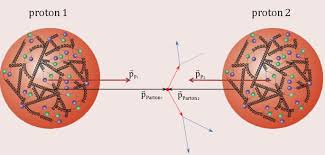 proton 1
proton 2
p⃗P₁
p⃗P₂
p⃗Parton₁
p⃗Parton₂